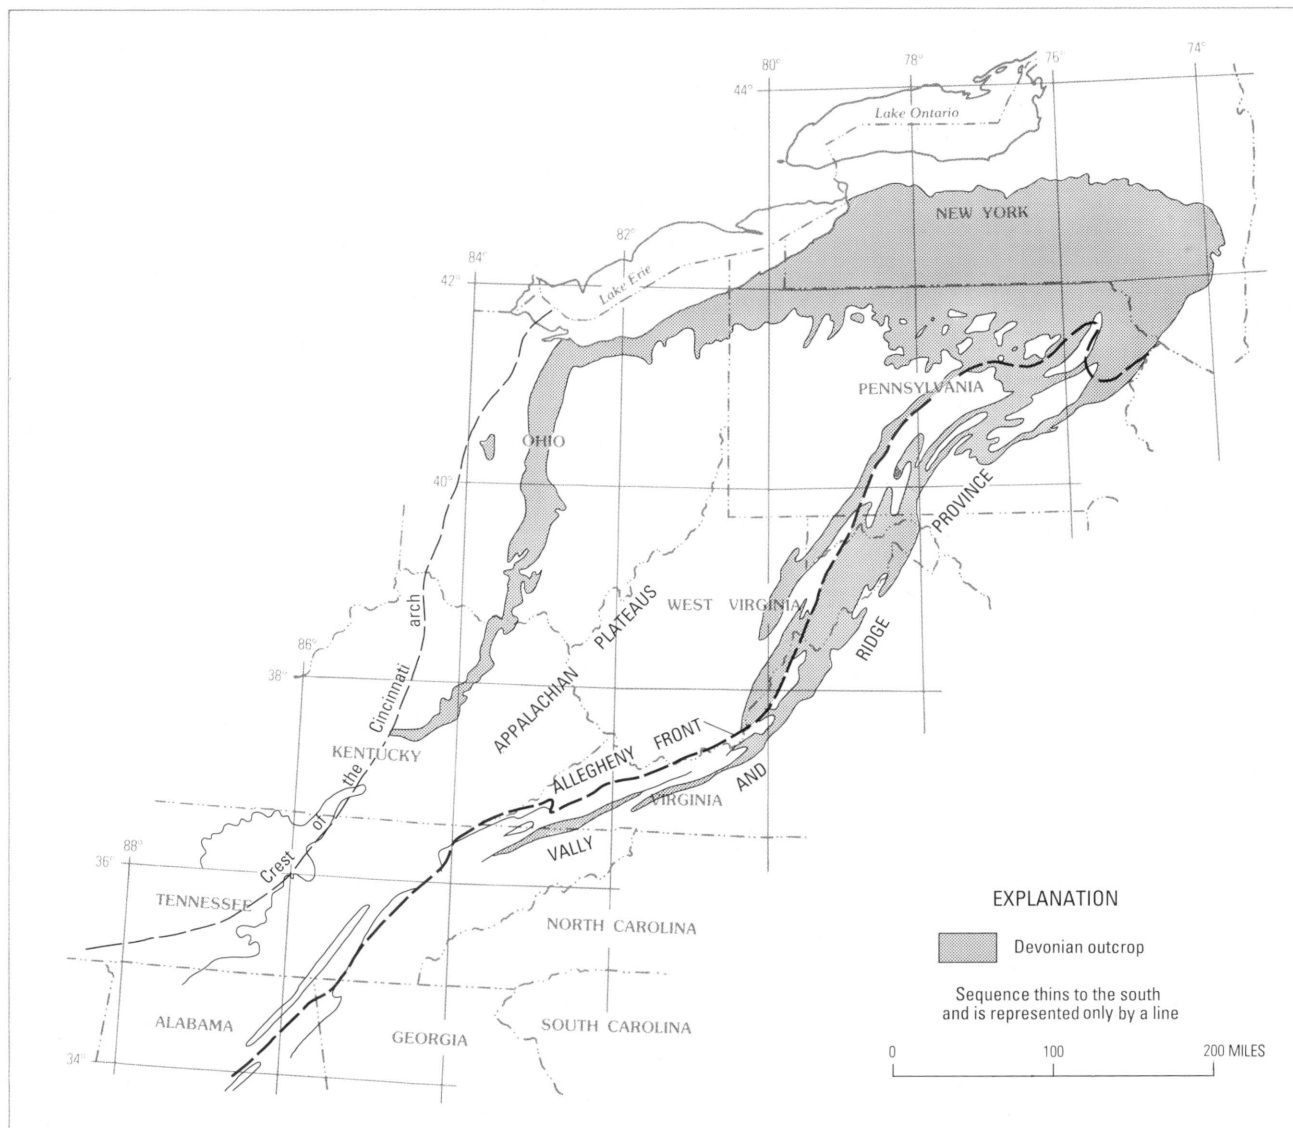 74°
76°
78°
80°
44°
Lake Ontario
NEW YORK
82°
84°
42°
Lake Erie
PENNSYLVANIA
OHIO
40°
PROVINCE
WEST VIRGINIA
PLATEAUS
arch
RIDGE
86°
38°
Cincinnati
APPALACHIAN
FRONT
KENTUCKY
the
ALLEGHENY
AND
VIRGINIA
of
VALLY
88°
36°
Crest
TENNESSEE
NORTH CAROLINA
ALABAMA
GEORGIA
SOUTH CAROLINA
34°
EXPLANATION
Devonian outcrop
Sequence thins to the south
and is represented only by a line
0 100 200 MILES